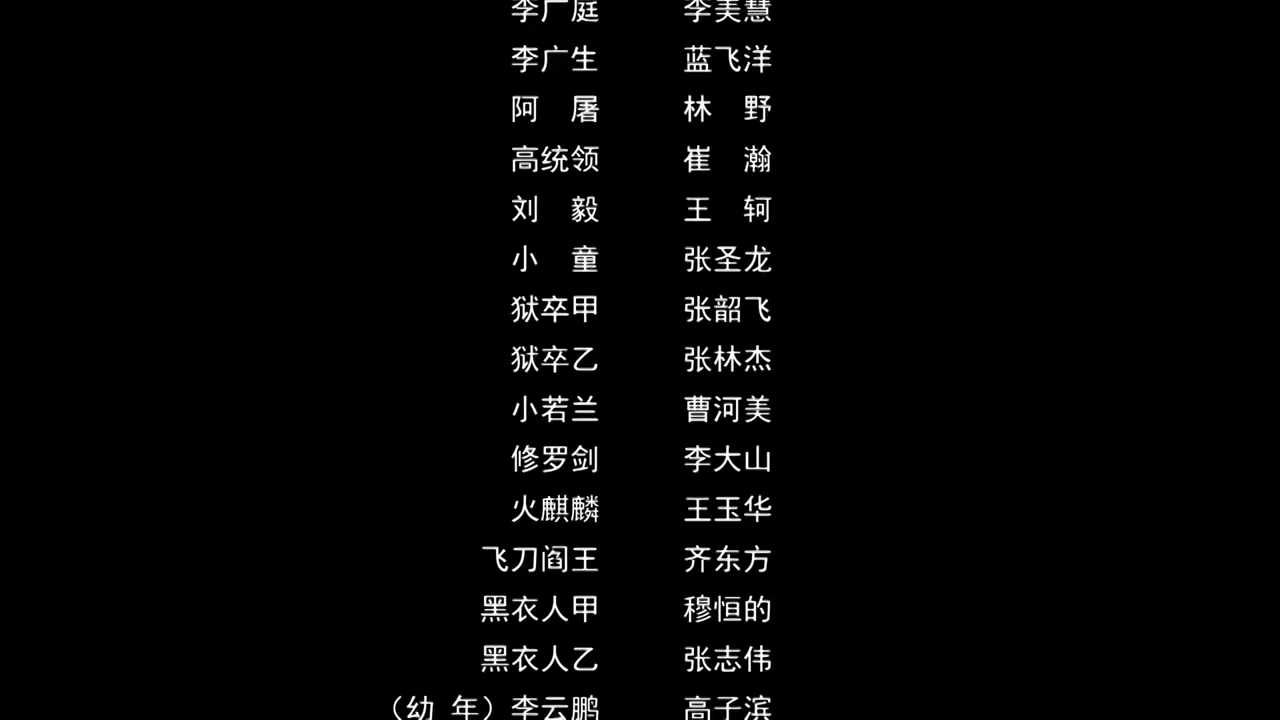 李广庭 李美慧
李广生 蓝飞洋
阿 屠 林 野
高统领 崔 瀚
刘 毅 王 轲
小 童 张圣龙
狱卒甲 张韶飞
狱卒乙 张林杰
小若兰 曹河美
修罗剑 李大山
火麒麟 王玉华
飞刀阎王 齐东方
黑衣人甲 穆恒的
黑衣人乙 张志伟
（幼 年）李云鹏 高子滨